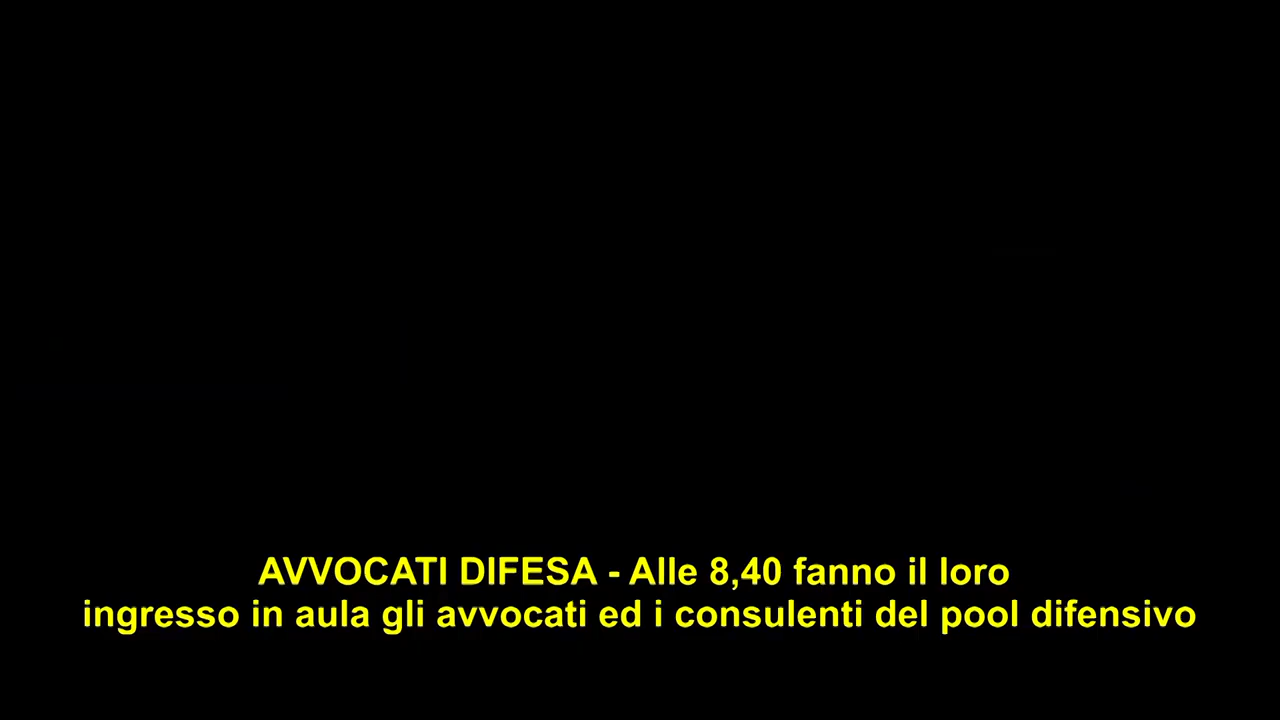 AVVOCATI DIFESA - Alle 8,40 fanno il loro
ingresso in aula gli avvocati ed i consulenti del pool difensivo